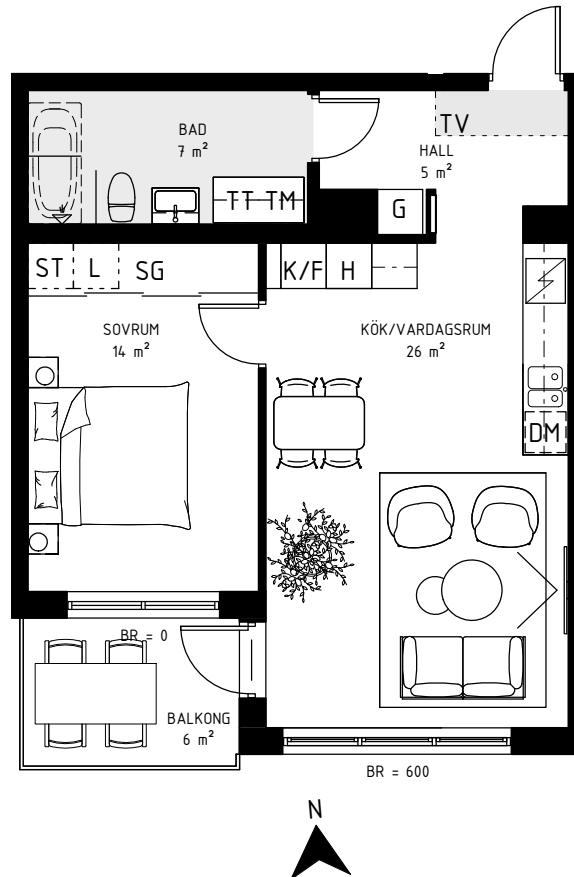 TV
BAD
7 m²
HALL
5 m²
TT TM
G
ST L SG
K/F H
SOVRUM
14 m²
KÖK/VARDAGSRUM
26 m²
DM
BR = 0
BALKONG
6 m²
BR = 600
N